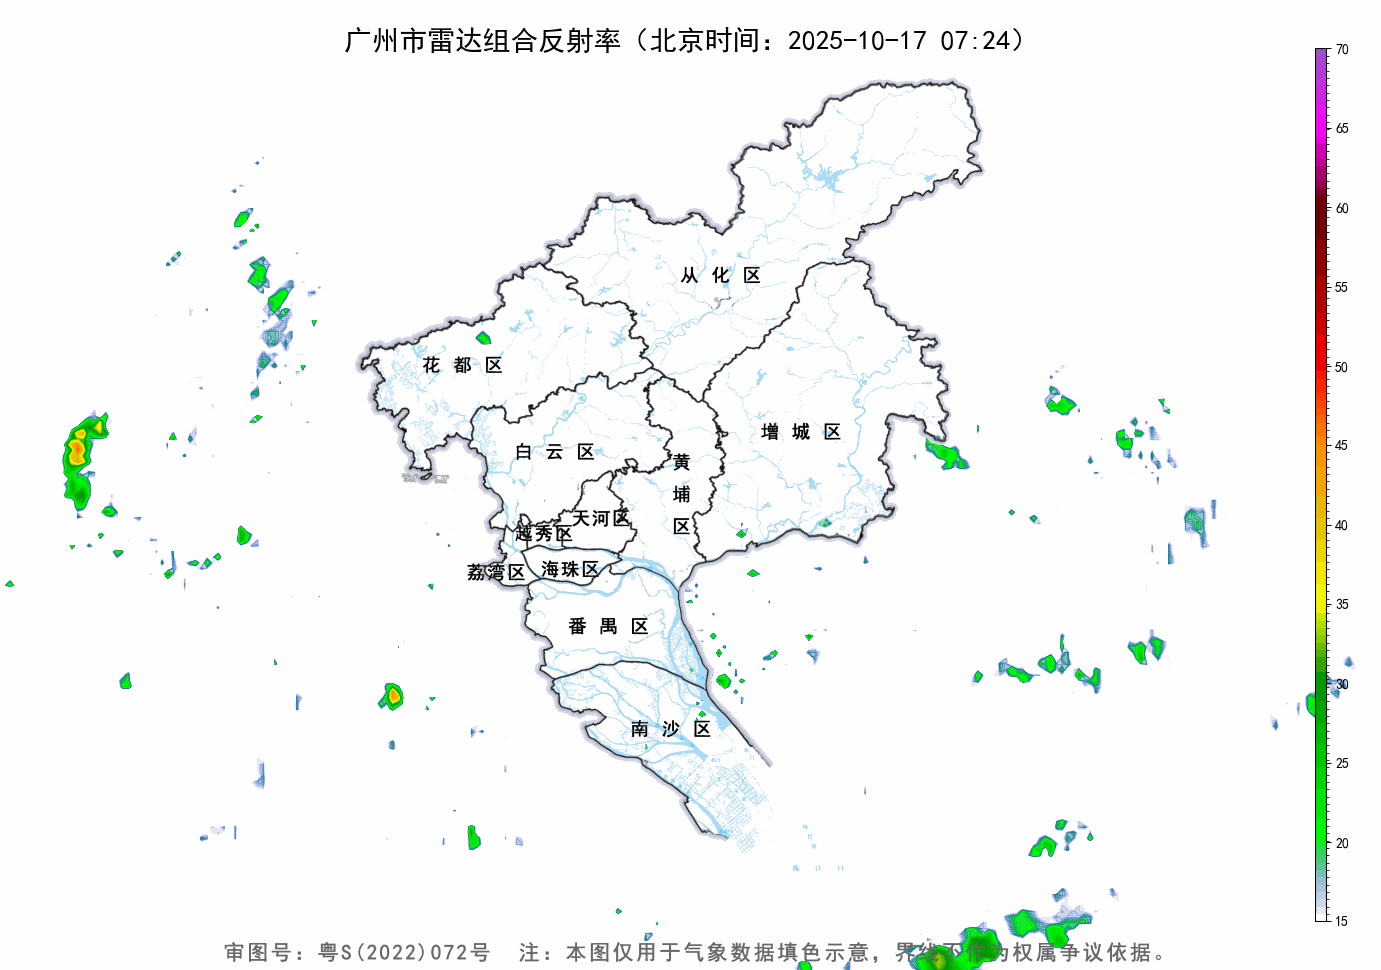 广州市雷达组合反射率（北京时间：2025-10-17 07:24）
70
65
60
55
50
45
40
35
30
25
20
15
从化区
花都区
增城区
白云区
黄埔区
天河区
越秀区
荔湾区
海珠区
番禺区
南沙区
审图号：粤S(2022)072号 注：本图仅用于气象数据填色示意，界线不作为权属争议依据。